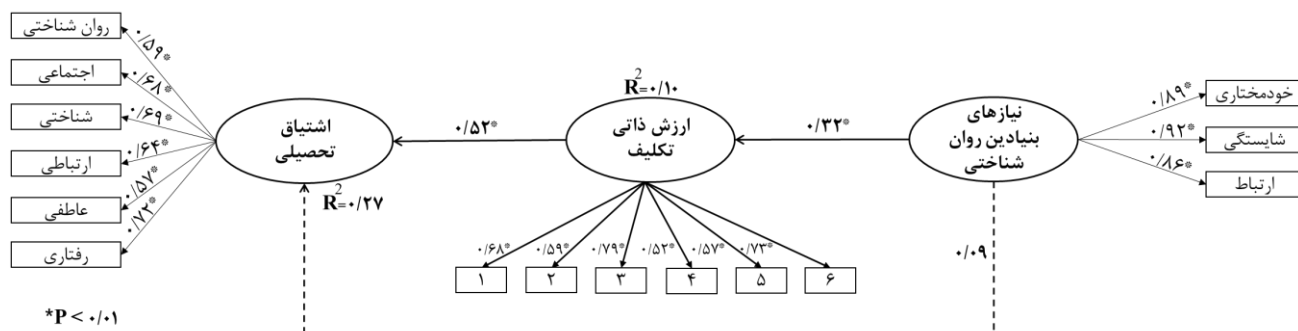 خودمختاری
شایستگی
ارتباط
۰/۸۹*
۰/۹۲*
۰/۸۶*
نیازهای
بنیادین روان
شناختی
۰/۳۲*
۰/۰۹
R²=۰/۱۰
ارزش ذاتی
تکلیف
۰/۶۸*
۰/۵۹*
۰/۷۹*
۰/۵۲*
۰/۵۷*
۰/۷۳*
۱
۲
۳
۴
۵
۶
۰/۵۲*
اشتیاق
تحصیلی
R²=۰/۲۷
۰/۵۹*
۰/۶۸*
۰/۶۹*
۰/۶۴*
۰/۵۷*
۰/۷۲*
روان شناختی
اجتماعی
شناختی
ارتباطی
عاطفی
رفتاری
*P < ۰/۰۱